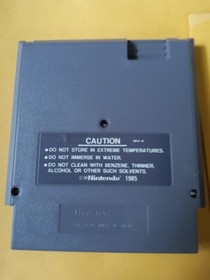 CAUTION
● DO NOT STORE IN EXTREME TEMPERATURES.
● DO NOT IMMERSE IN WATER.
● DO NOT CLEAN WITH BENZENE, THINNER,
ALCOHOL OR OTHER SUCH SOLVENTS.
©Nintendo® 1985
Nintendo